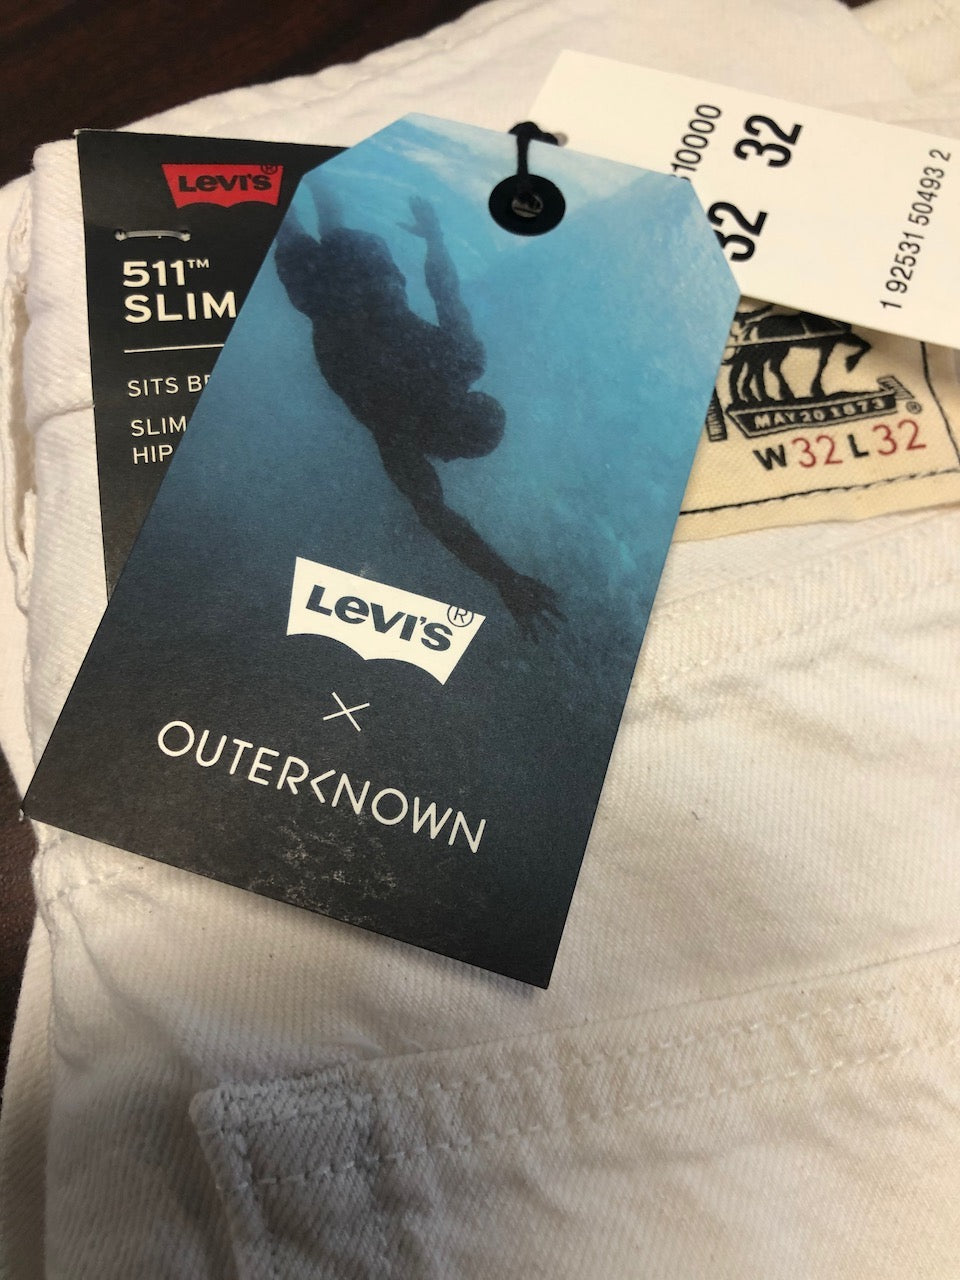 LEVI'S®
511™
SLIM
SITS
SLIM
HIP
LEVI'S®
X
OUTERKNOWN
10000
32 32
1 92531 50493 2
MAY 20 1873
®
W32 L32